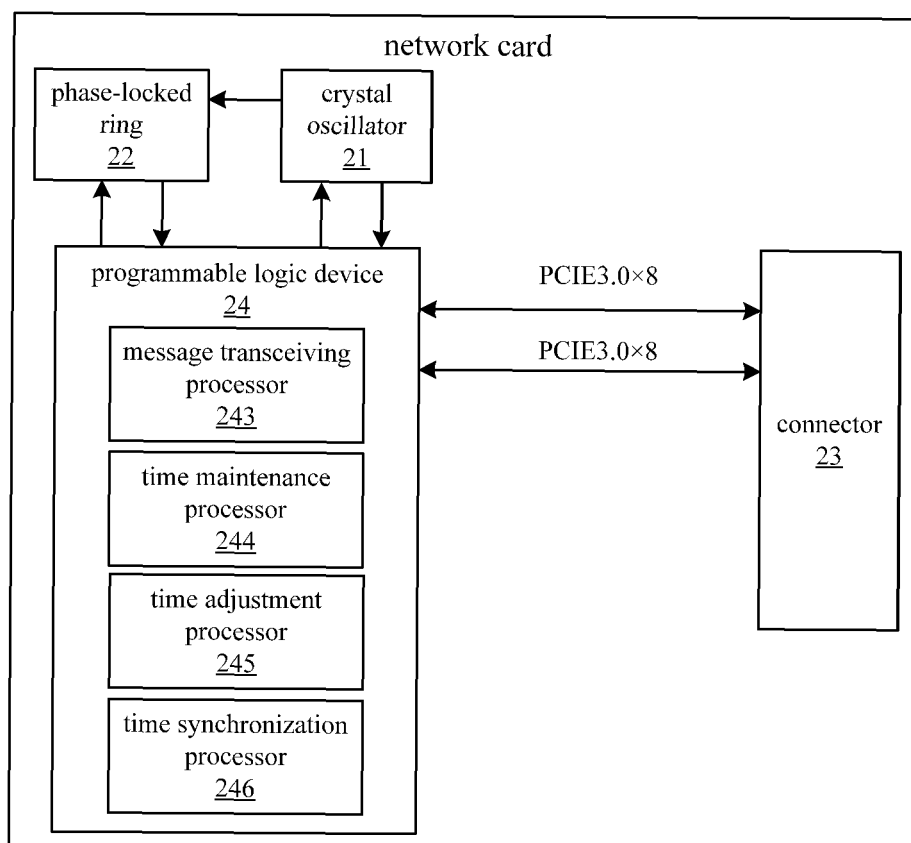 network card
phase-locked
ring
22
crystal
oscillator
21
programmable logic device
24
message transceiving
processor
243
time maintenance
processor
244
time adjustment
processor
245
time synchronization
processor
246
PCIE3.0×8
PCIE3.0×8
connector
23